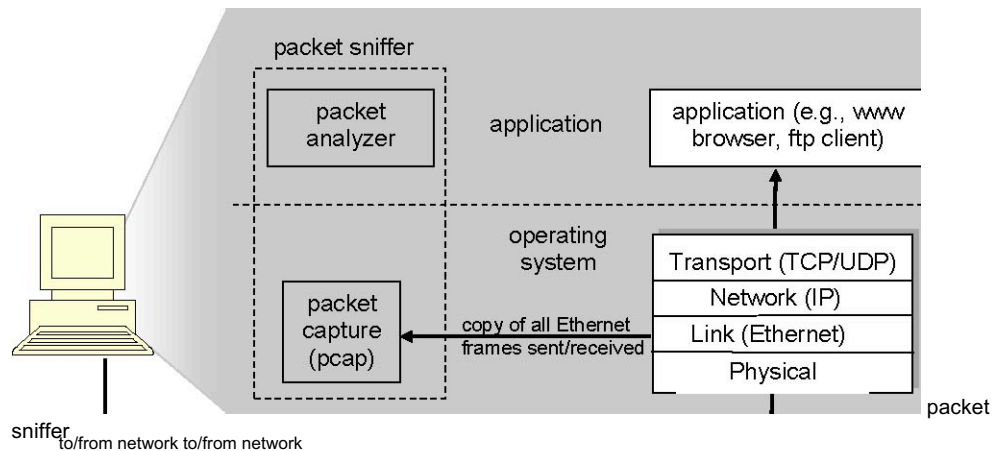 packet sniffer
packet
analyzer
application
application (e.g., www
browser, ftp client)
operating
system
packet
capture
(pcap)
copy of all Ethernet
frames sent/received
Transport (TCP/UDP)
Network (IP)
Link (Ethernet)
Physical
packet
sniffer
to/from network to/from network